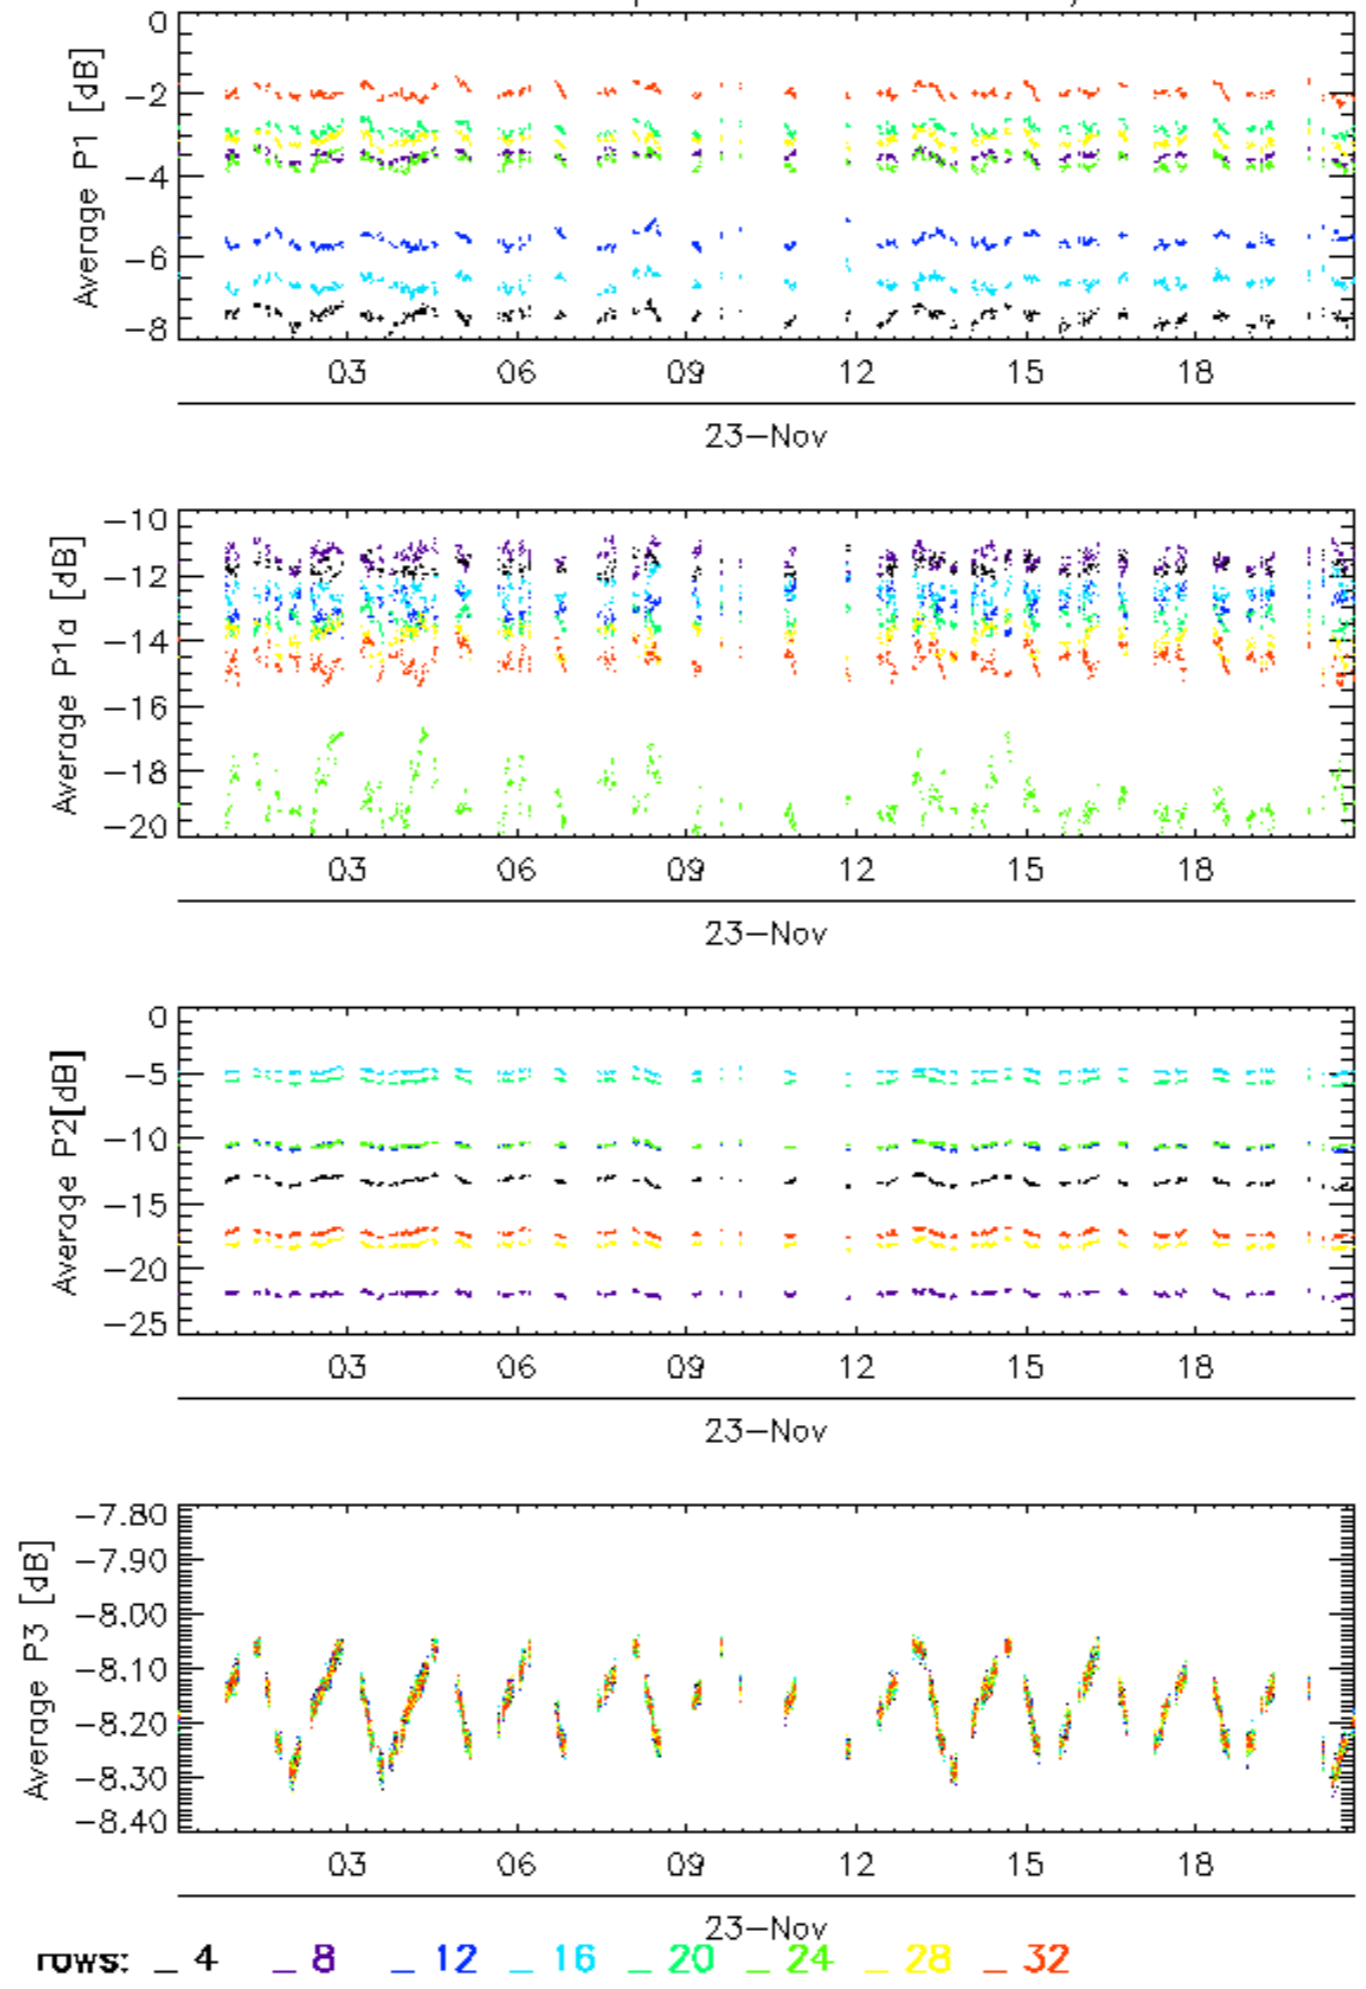 0
−2
−4
−6
−8
Average P1 [dB]
03 06 09 12 15 18
23−Nov
−10
−12
−14
−16
−18
−20
Average P1a [dB]
03 06 09 12 15 18
23−Nov
0
−5
−10
−15
−20
−25
Average P2[dB]
03 06 09 12 15 18
23−Nov
−7.80
−7.90
−8.00
−8.10
−8.20
−8.30
−8.40
Average P3 [dB]
03 06 09 12 15 18
23−Nov
rows: _ 4 _ 8 _ 12 _ 16 _ 20 _ 24 _ 28 _ 32